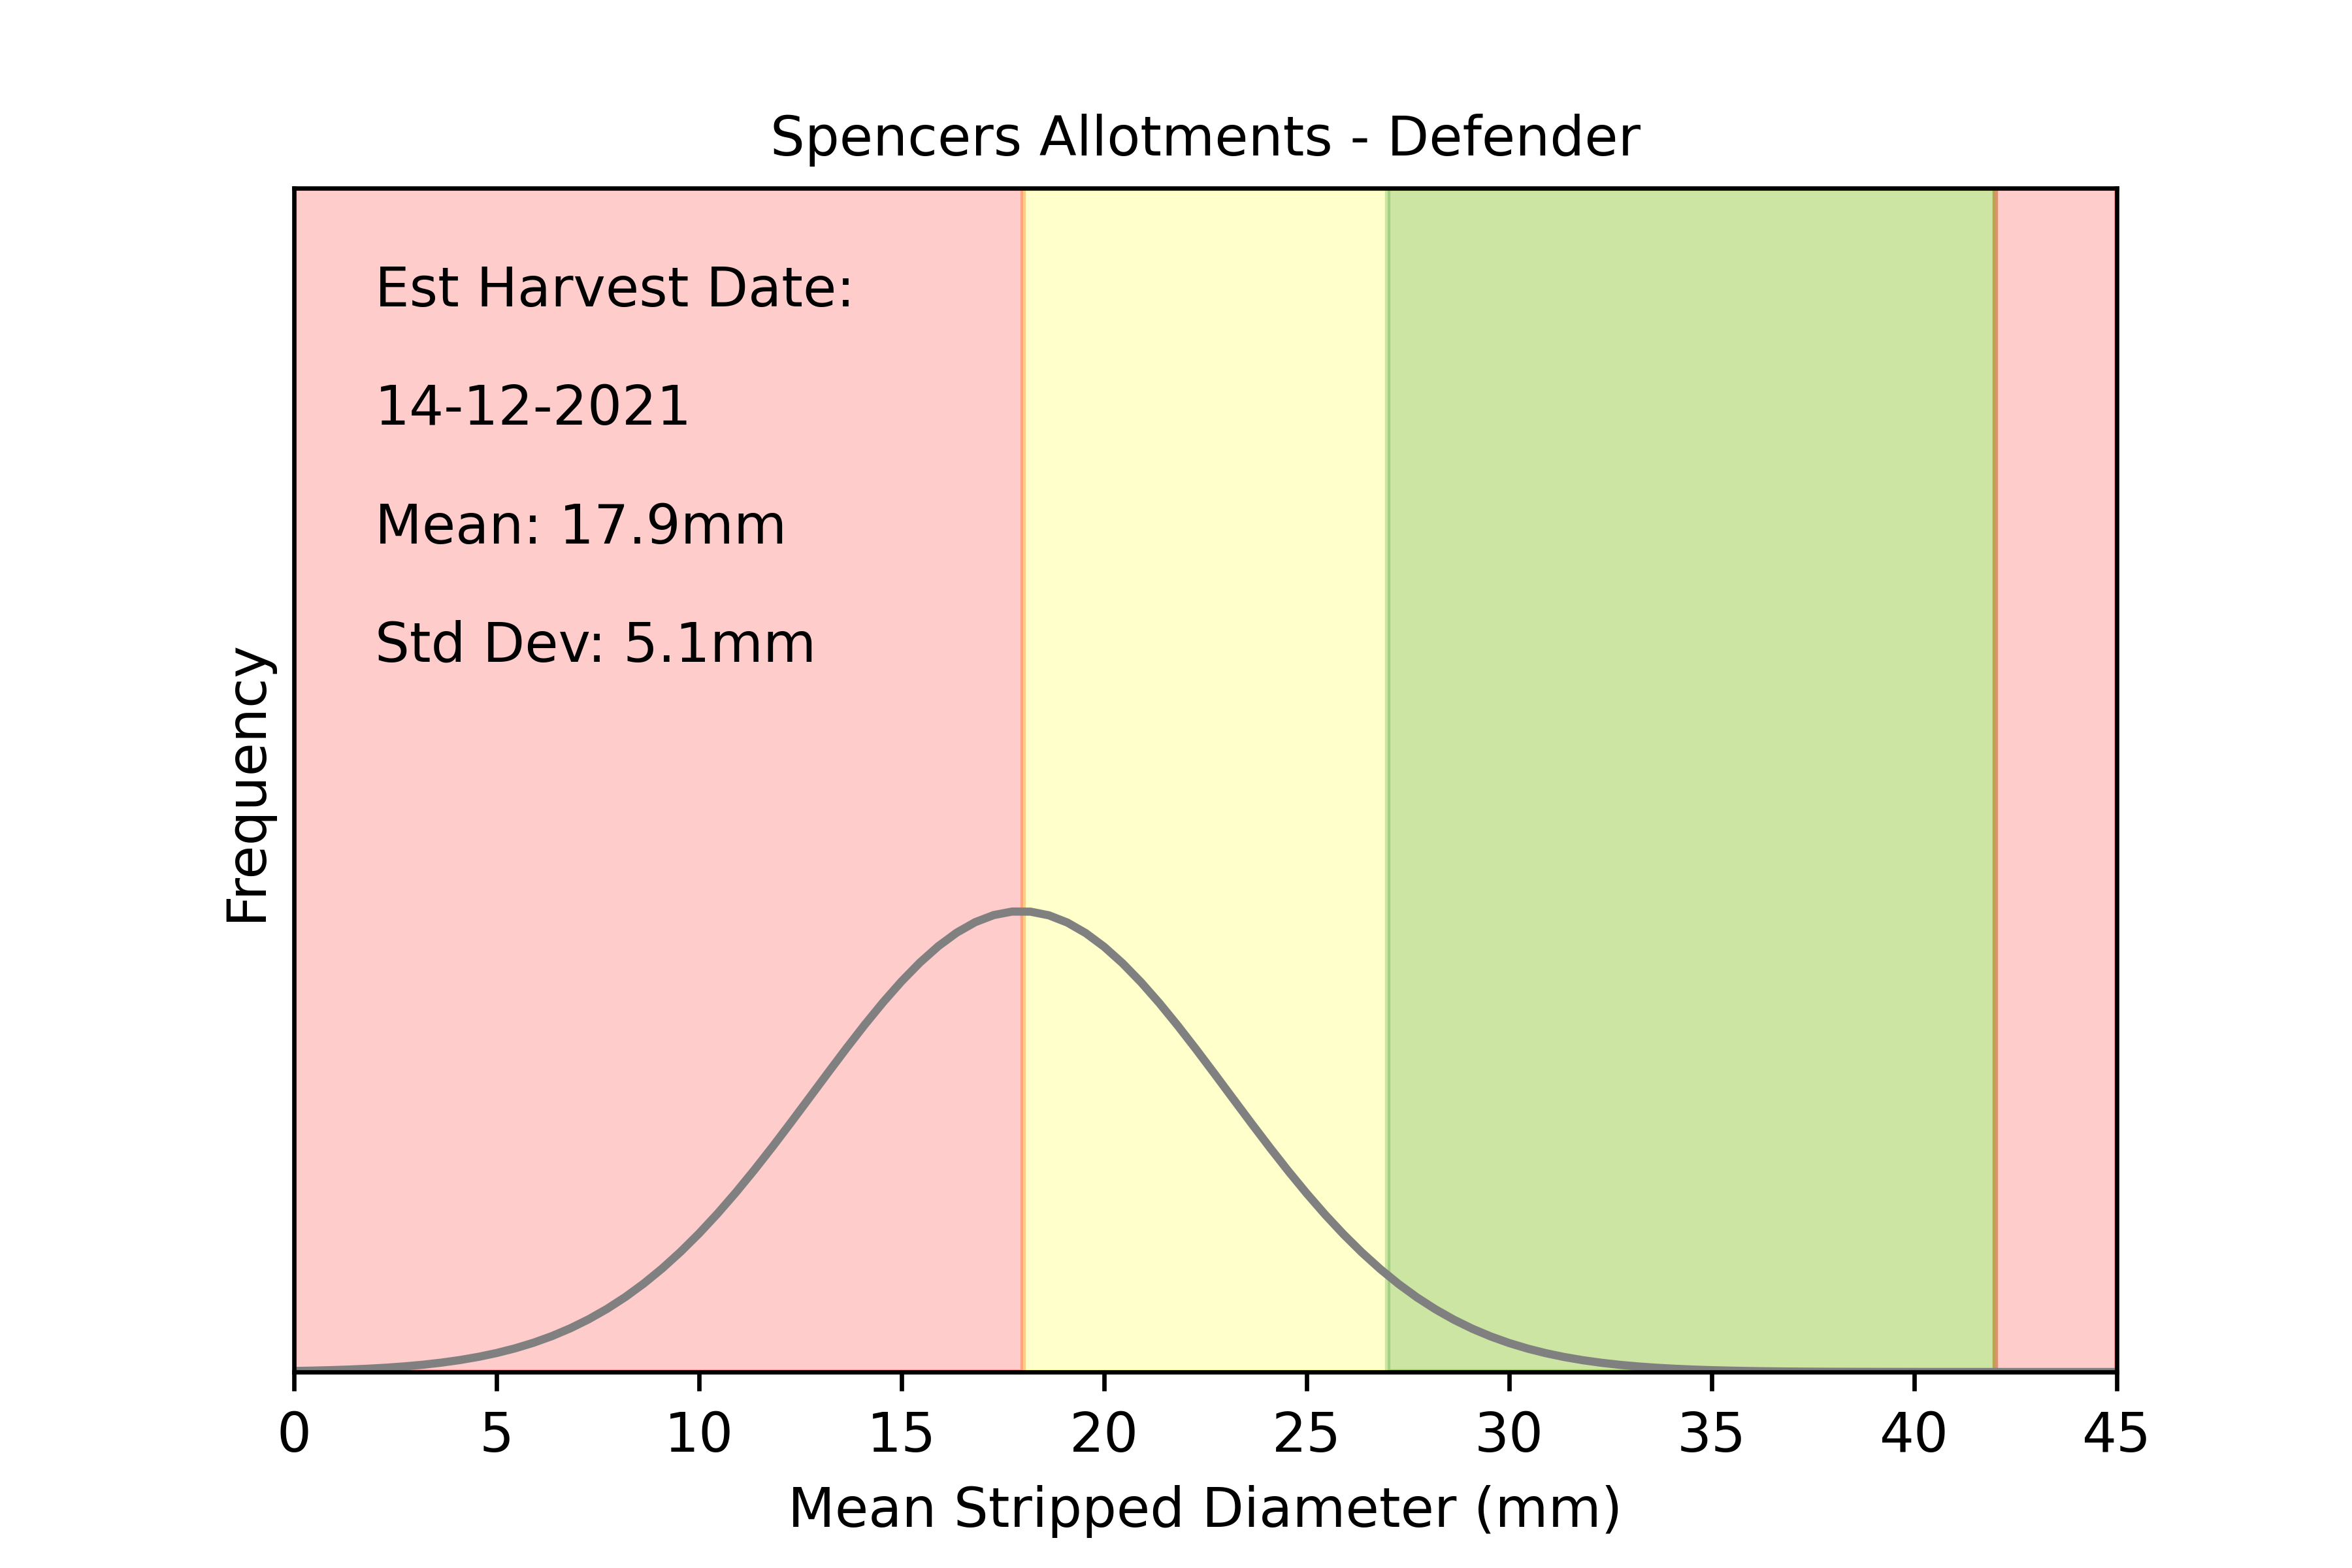 Spencers Allotments - Defender
Est Harvest Date:
14-12-2021
Mean: 17.9mm
Std Dev: 5.1mm
Frequency
0 5 10 15 20 25 30 35 40 45
Mean Stripped Diameter (mm)